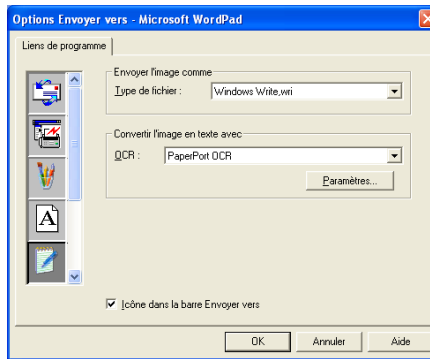 Options Envoyer vers - Microsoft WordPad
Liens de programme
Envoyer l'image comme
Type de fichier : Windows Write,wri
Convertir l'image en texte avec
OCR : PaperPort OCR
Paramètres...
A
Icône dans la barre Envoyer vers
OK Annuler Aide